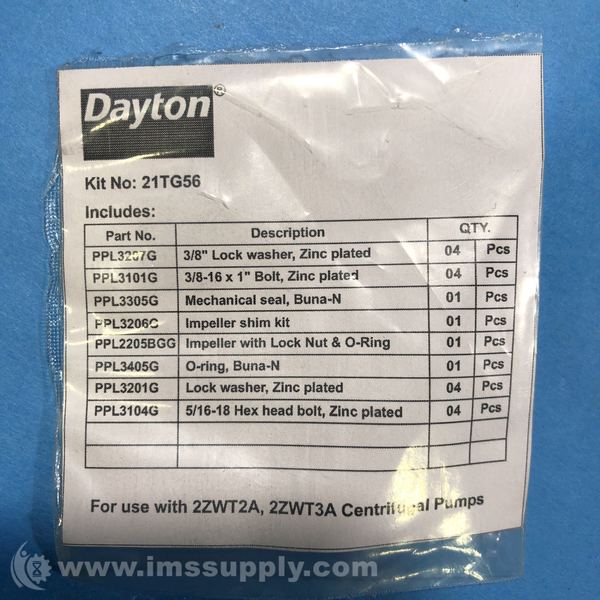 Dayton®
Kit No: 21TG56
Includes:
Part No. Description QTY.
PPL3207G 3/8" Lock washer, Zinc plated 04 Pcs
PPL3101G 3/8-16 x 1" Bolt, Zinc plated 04 Pcs
PPL3305G Mechanical seal, Buna-N 01 Pcs
PPL3206G Impeller shim kit 01 Pcs
PPL2205BGG Impeller with Lock Nut & O-Ring 01 Pcs
PPL3405G O-ring, Buna-N 01 Pcs
PPL3201G Lock washer, Zinc plated 04 Pcs
PPL3104G 5/16-18 Hex head bolt, Zinc plated 04 Pcs
For use with 2ZWT2A, 2ZWT3A Centrifugal Pumps
www.imssupply.com